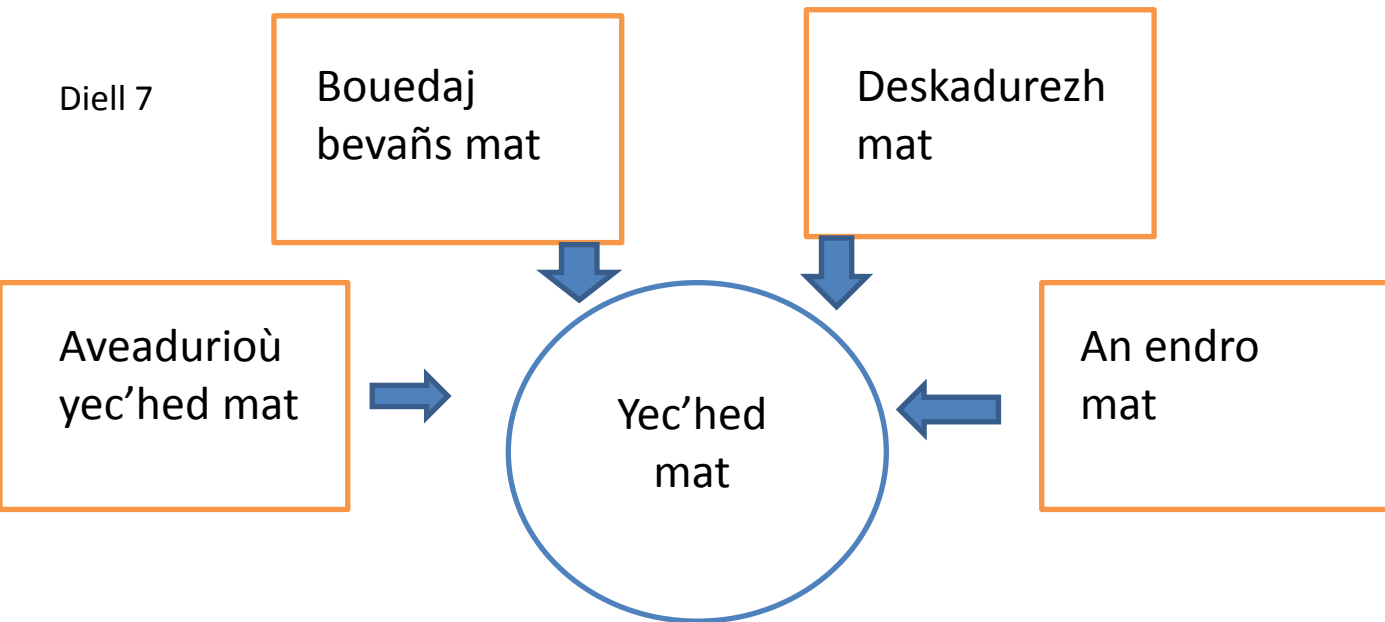 Diell 7
Bouedaj
bevañs mat
Deskadurezh
mat
Aveadurioù
yec’hed mat
Yec’hed
mat
An endro
mat